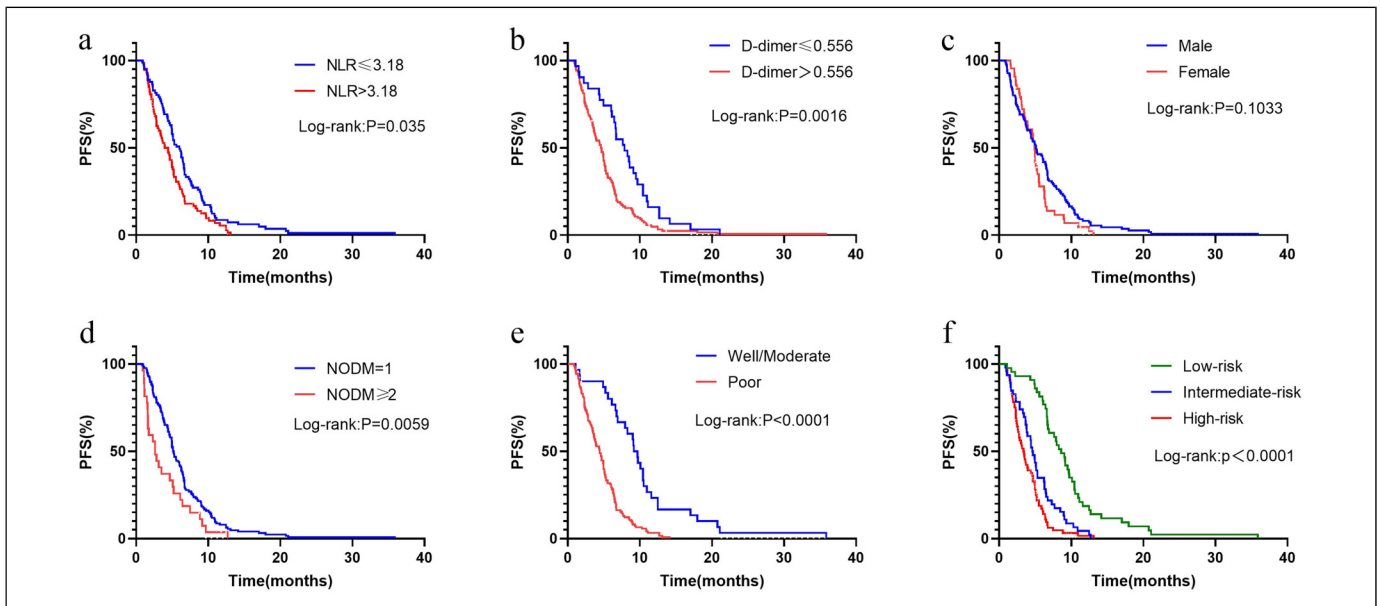 a
NLR≤3.18
NLR>3.18
Log-rank:P=0.035
PFS(%)
100
50
0
0 10 20 30 40
Time(months)
b
D-dimer≤0.556
D-dimer>0.556
Log-rank:P=0.0016
PFS(%)
100
50
0
0 10 20 30 40
Time(months)
c
Male
Female
Log-rank:P=0.1033
PFS(%)
100
50
0
0 10 20 30 40
Time(months)
d
NODM=1
NODM≥2
Log-rank:P=0.0059
PFS(%)
100
50
0
0 10 20 30 40
Time(months)
e
Well/Moderate
Poor
Log-rank:P<0.0001
PFS(%)
100
50
0
0 10 20 30 40
Time(months)
f
Low-risk
Intermediate-risk
High-risk
Log-rank:p<0.0001
PFS(%)
100
50
0
0 10 20 30 40
Time(months)